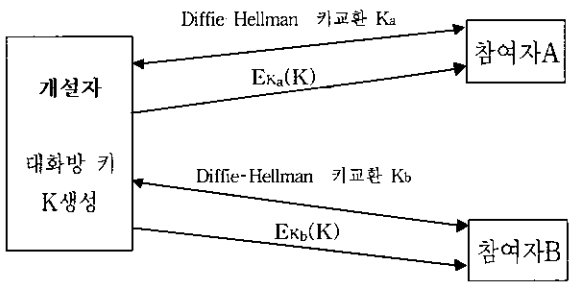 Diffie Hellman 키교환 Ka
참여자A
EKa(K)
개설자
대화방 키
K생성
Diffie-Hellman 키교환 Kb
EKb(K)
참여자B